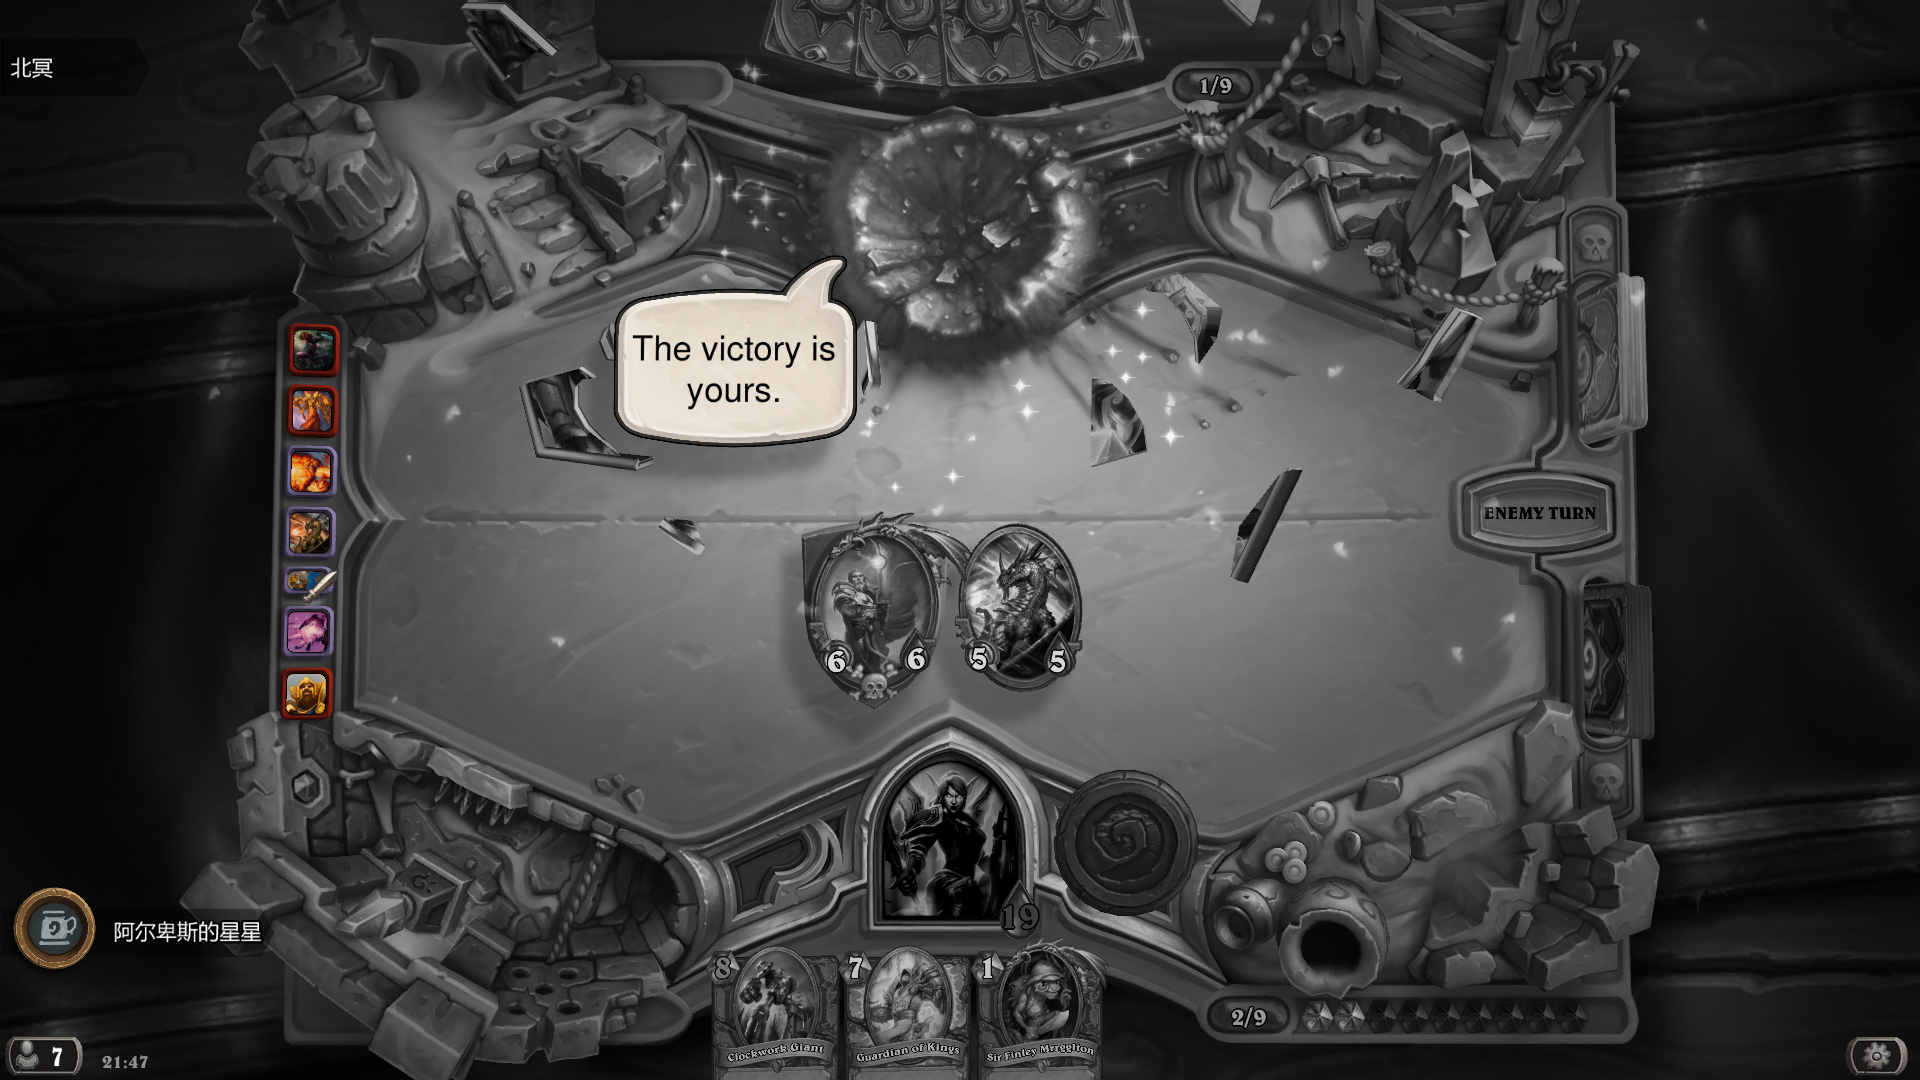 北冥
1/9
The victory is
yours.
ENEMY TURN
6 6 5 5
19
阿尔卑斯的星星
8 7 1
Clockwork Giant Guardian of Kings Sir Finley Mrrgglton
2/9
7 21:47